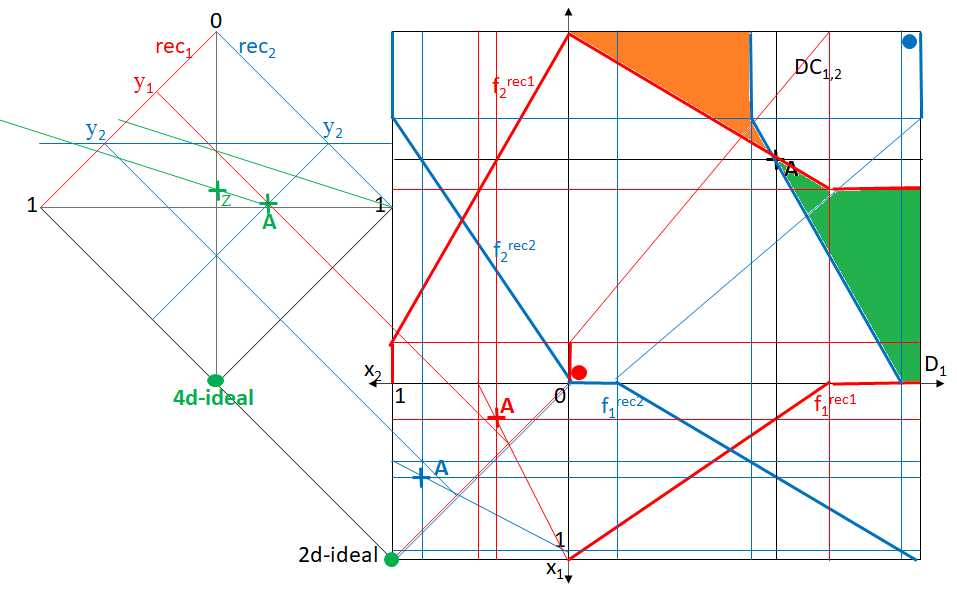 0
rec₁ rec₂
y₁
y₂ y₂
1 1
z
A
4d-ideal
2d-ideal
f₂ʳᵉᶜ¹
DC₁,₂
A
f₂ʳᵉᶜ²
x₂
D₁
1 0
f₁ʳᵉᶜ² f₁ʳᵉᶜ¹
A
A
1
x₁